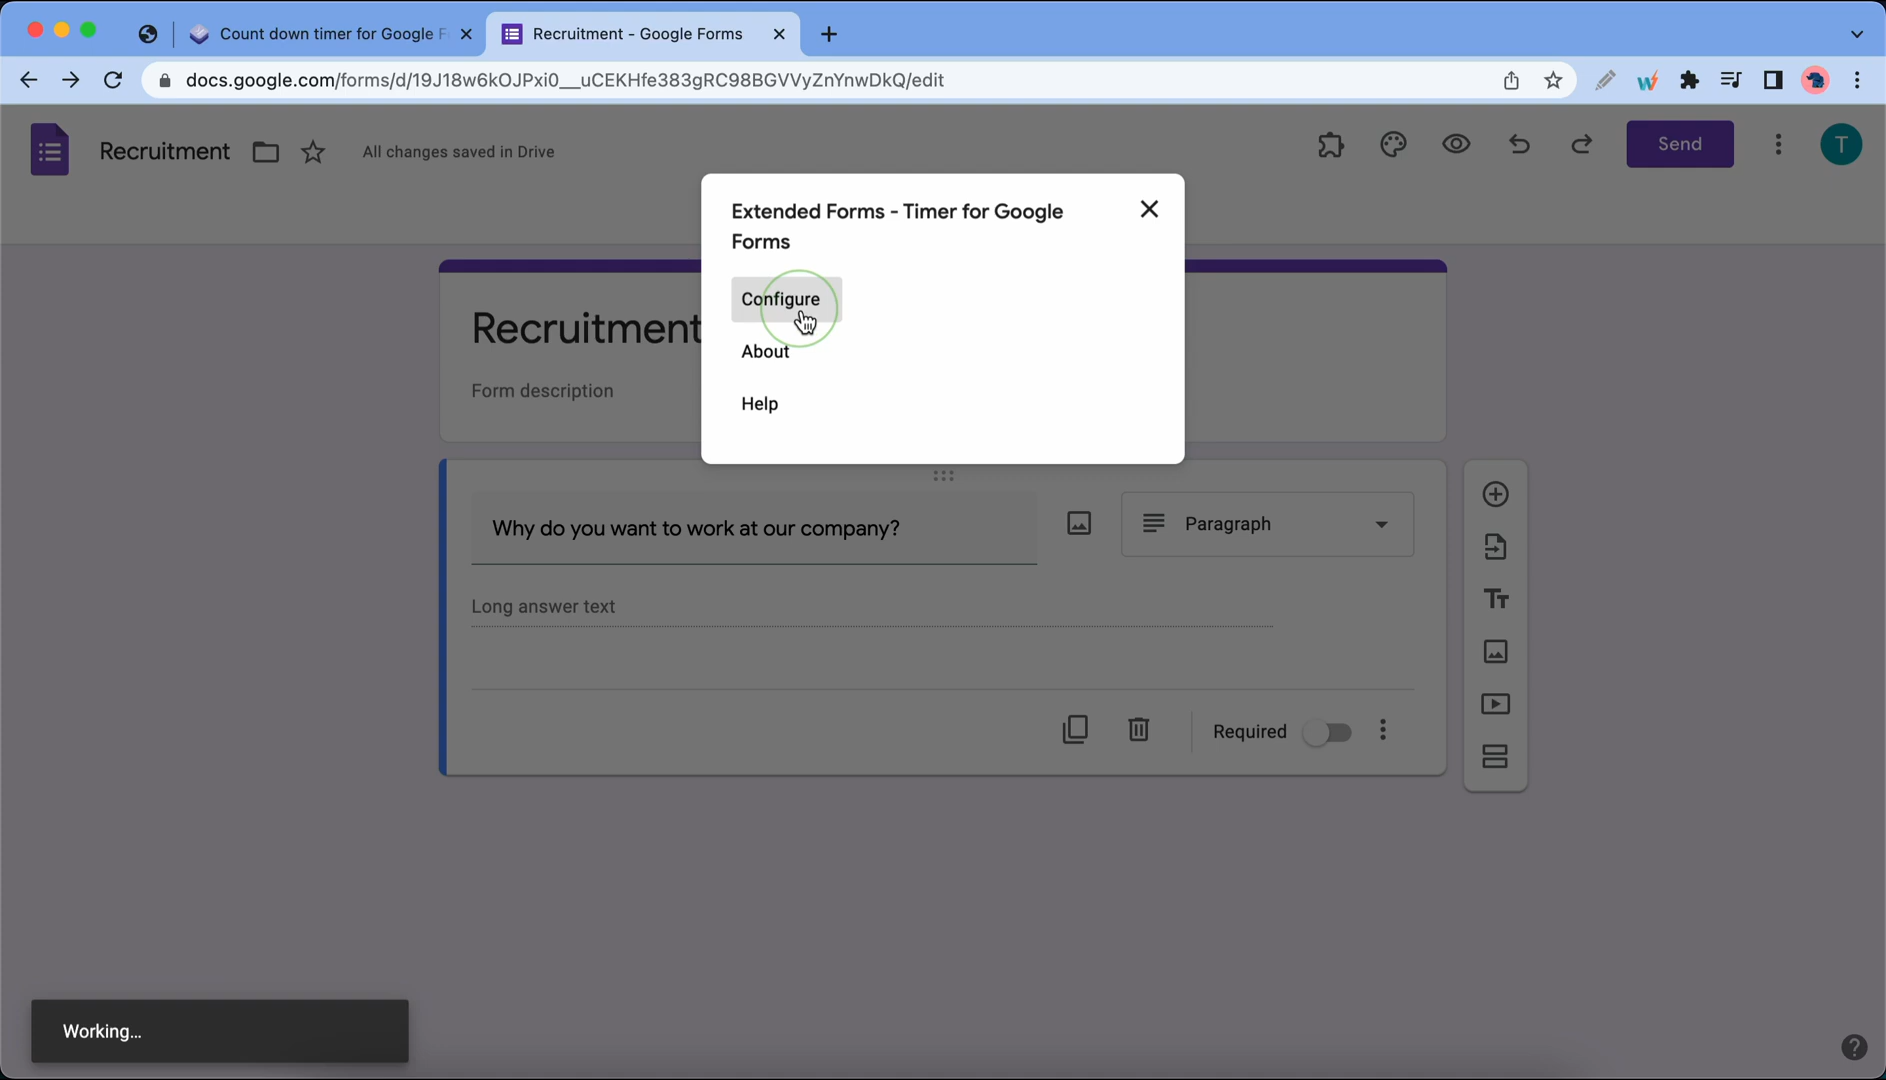 Count down timer for Google F
Recruitment - Google Forms
docs.google.com/forms/d/19J18w6kOJPxi0__uCEKHfe383gRC98BGVVyZnYnwDkQ/edit
Recruitment
All changes saved in Drive
Send
T
Extended Forms - Timer for Google
Forms
Configure
About
Help
Recruitment
Form description
Why do you want to work at our company?
Paragraph
Long answer text
Required
Working...